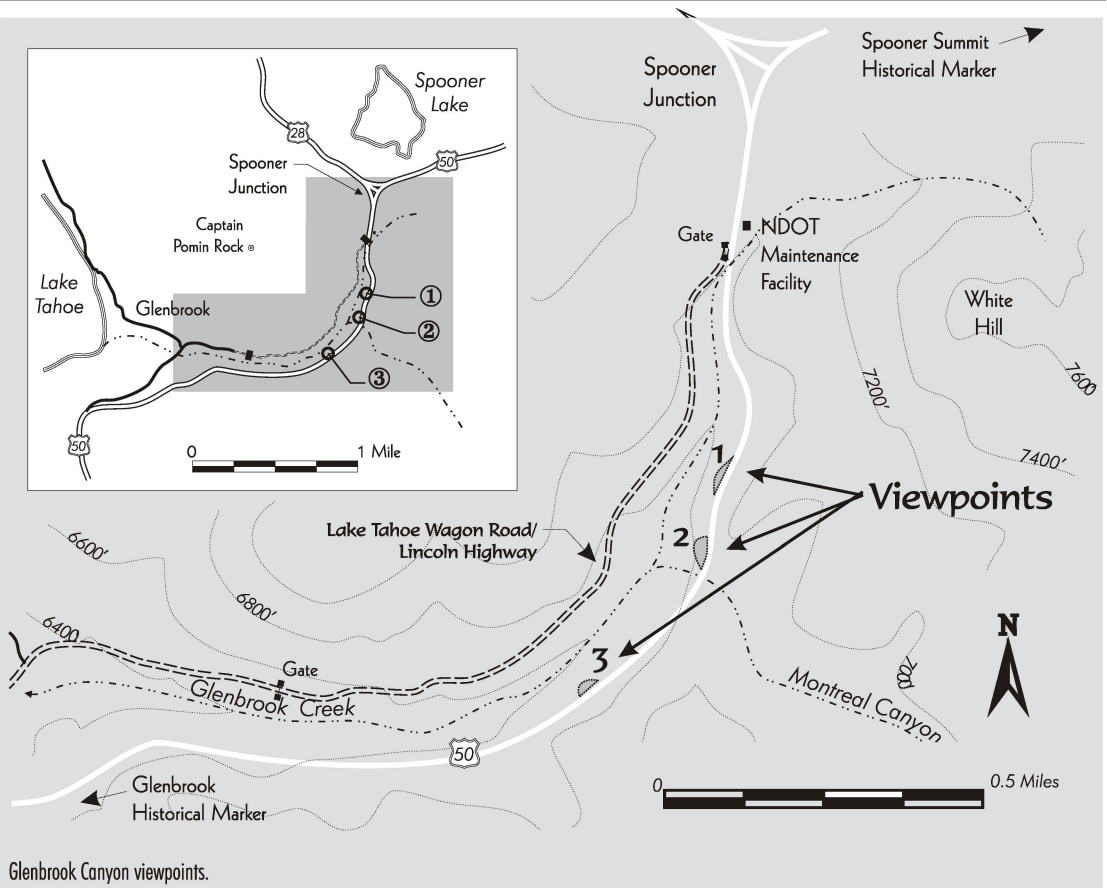 Spooner Summit
Historical Marker
Spooner
Junction
Spooner
Lake
28
50
Spooner
Junction
Captain
Pomin Rock
Lake
Tahoe
Glenbrook
1
2
3
50
0
1 Mile
Gate
NDOT
Maintenance
Facility
White
Hill
7600
7200'
7400'
1
Viewpoints
2
Lake Tahoe Wagon Road/
Lincoln Highway
6600'
6800'
6400
3
Gate
Glenbrook Creek
7000
Montreal Canyon
N
50
0
0.5 Miles
Glenbrook
Historical Marker
Glenbrook Canyon viewpoints.